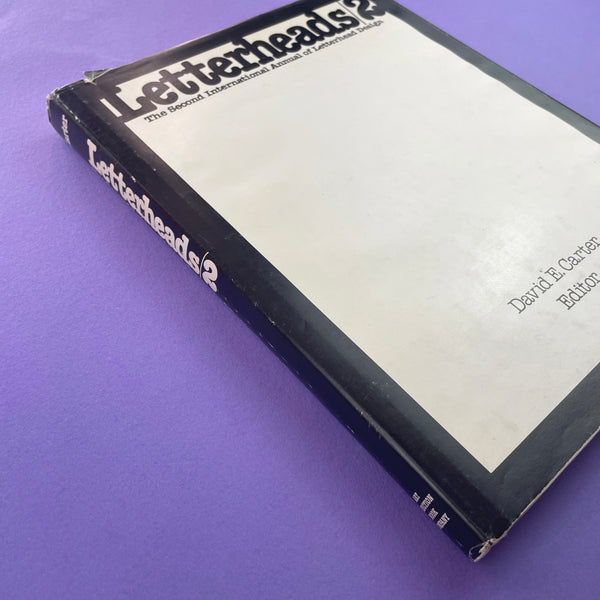 Letterheads/2
The Second International Annual of Letterhead Design
David E. Carter
Editor
Letterheads/2